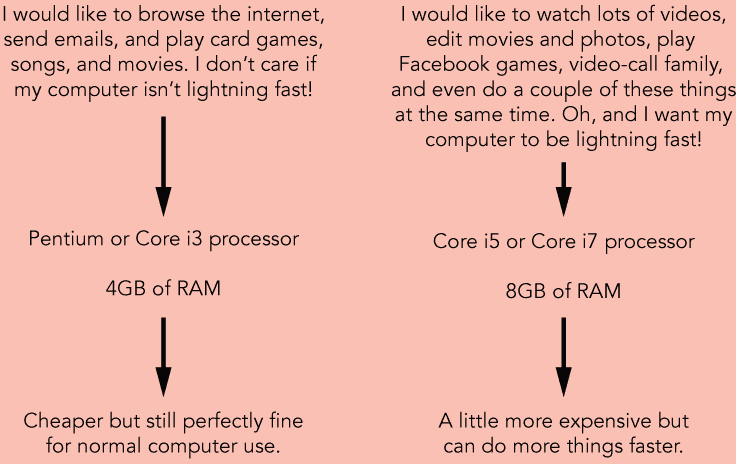 I would like to browse the internet,
send emails, and play card games,
songs, and movies. I don’t care if
my computer isn’t lightning fast!
Pentium or Core i3 processor
4GB of RAM
Cheaper but still perfectly fine
for normal computer use.
I would like to watch lots of videos,
edit movies and photos, play
Facebook games, video-call family,
and even do a couple of these things
at the same time. Oh, and I want my
computer to be lightning fast!
Core i5 or Core i7 processor
8GB of RAM
A little more expensive but
can do more things faster.